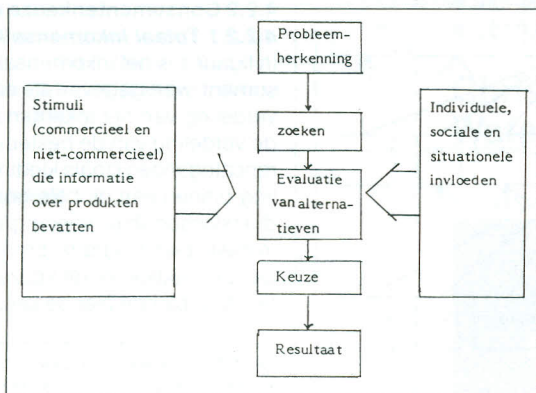 Probleem-
herkenning
Stimuli
(commercieel en
niet-commercieel)
die informatie
over produkten
bevatten
zoeken
Evaluatie
van alterna-
tieven
Keuze
Resultaat
Individuele,
sociale en
situationele
invloeden